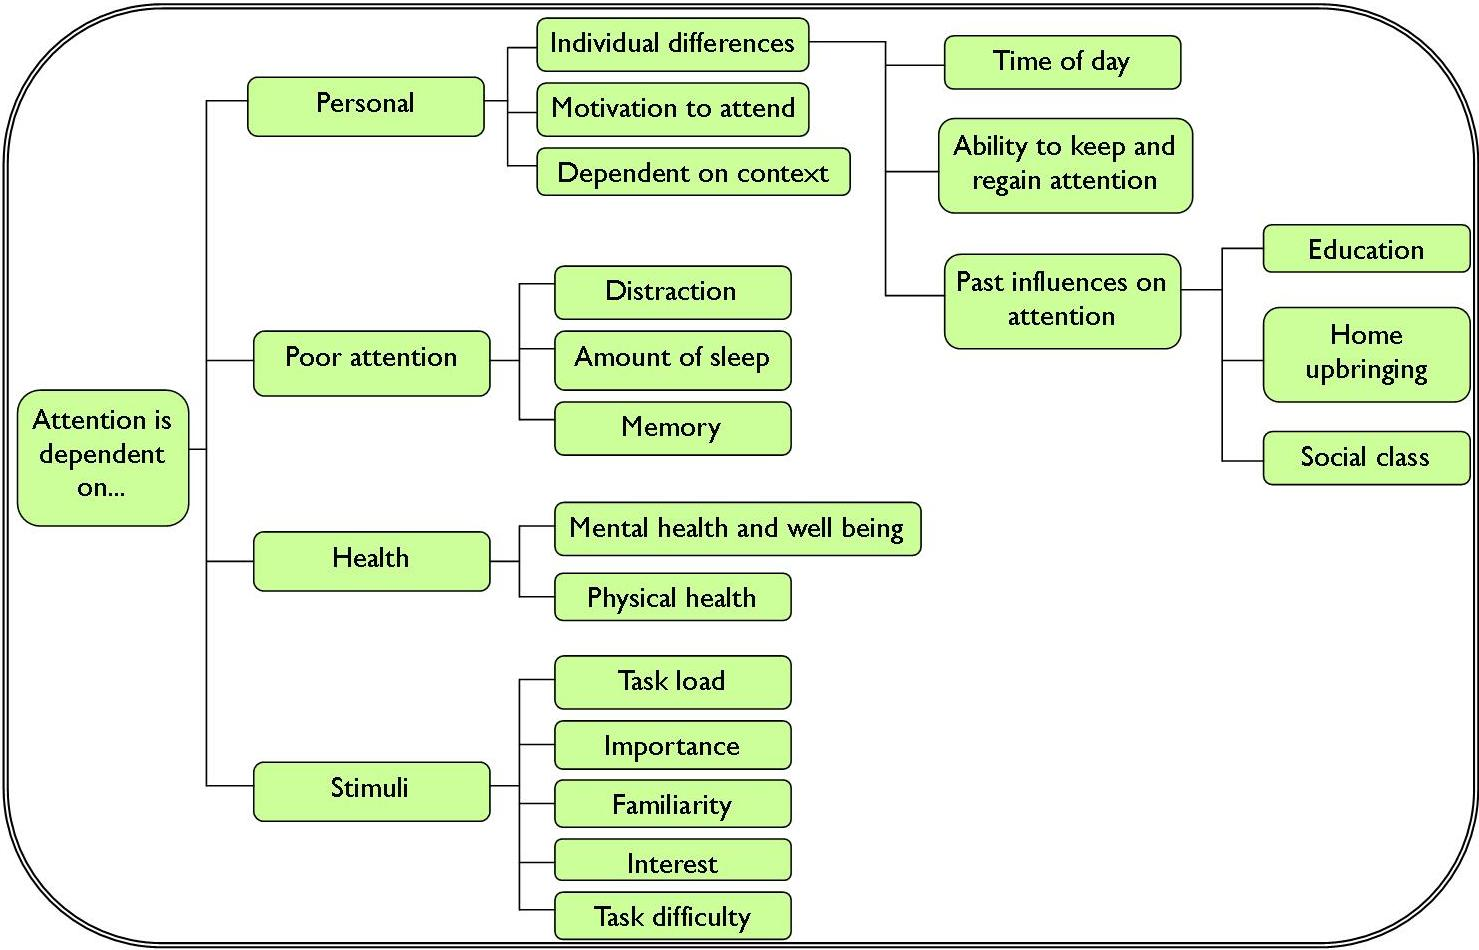 Individual differences
Time of day
Personal
Motivation to attend
Ability to keep and
regain attention
Dependent on context
Education
Distraction
Past influences on
attention
Home
upbringing
Poor attention
Amount of sleep
Attention is
dependent
on...
Memory
Social class
Mental health and well being
Health
Physical health
Task load
Importance
Stimuli
Familiarity
Interest
Task difficulty